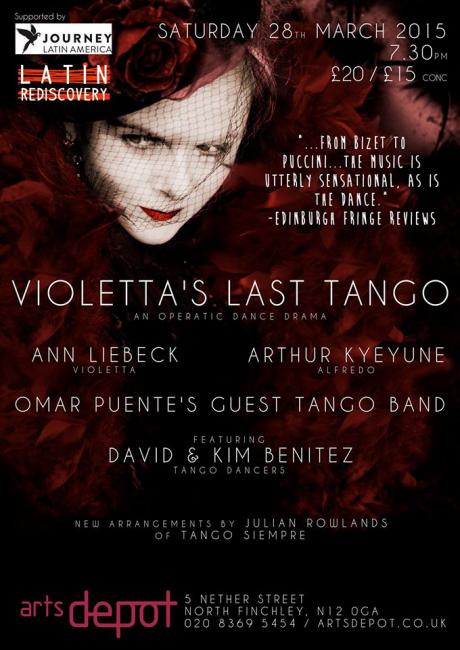 Supported by
JOURNEY
LATIN AMERICA
LATIN
REDISCOVERY
SATURDAY 28TH MARCH 2015
7.30PM
£20 / £15 CONC
"...FROM BIZET TO
PUCCINI...THE MUSIC IS
UTTERLY SENSATIONAL, AS IS
THE DANCE."
-EDINBURGH FRINGE REVIEWS
VIOLETTA'S LAST TANGO
AN OPERATIC DANCE DRAMA
ANN LIEBECK ARTHUR KYEYUNE
VIOLETTA ALFREDO
OMAR PUENTE'S GUEST TANGO BAND
FEATURING
DAVID & KIM BENITEZ
TANGO DANCERS
NEW ARRANGEMENTS BY JULIAN ROWLANDS
OF TANGO SIEMPRE
arts depot
5 NETHER STREET
NORTH FINCHLEY, N12 0GA
020 8369 5454 / ARTSDEPOT.CO.UK